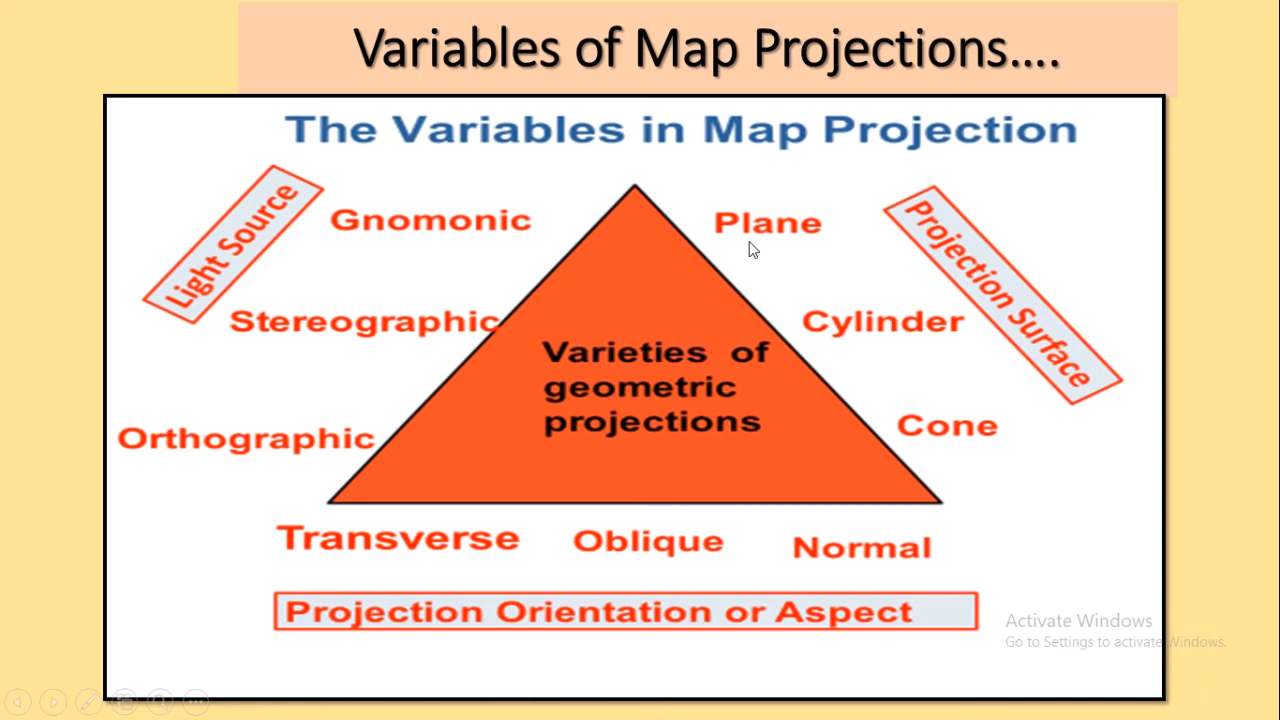 Variables of Map Projections....
The Variables in Map Projection
Light Source
Gnomonic
Plane
Projection Surface
Stereographic
Cylinder
Varieties of
geometric
projections
Orthographic
Cone
Transverse
Oblique
Normal
Projection Orientation or Aspect
Activate Windows
Go to Settings to activate Windows.